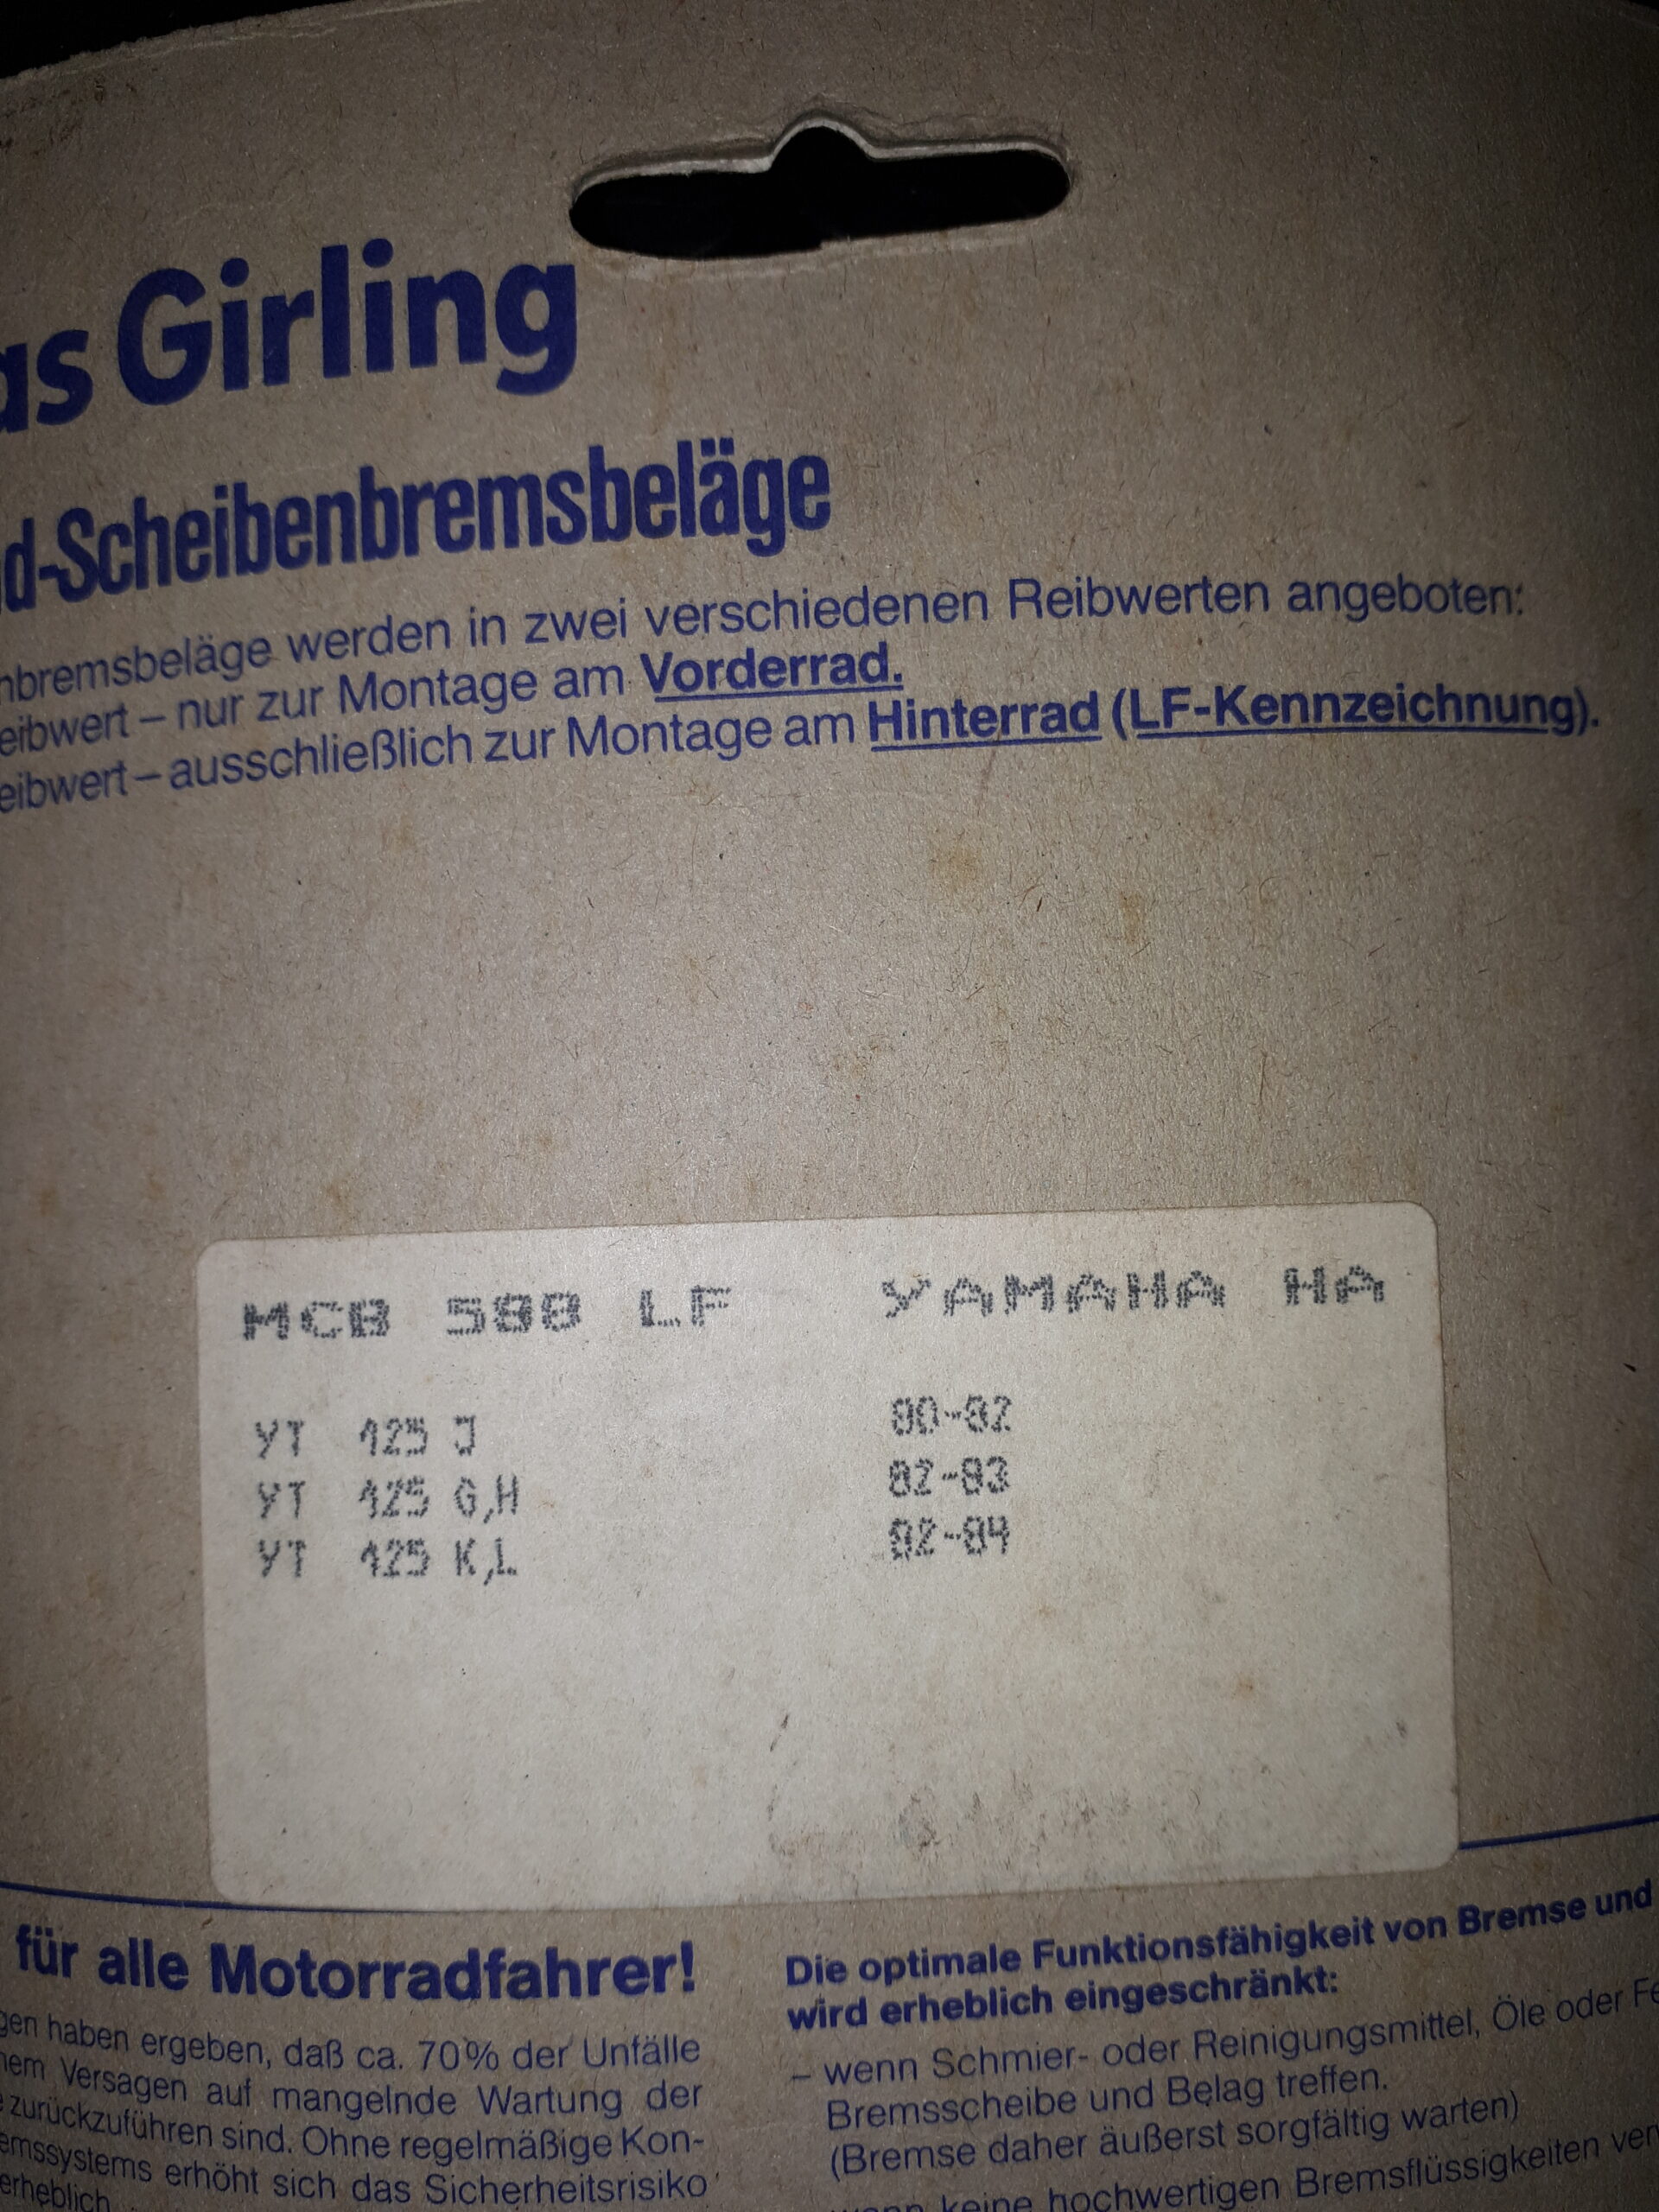 as Girling
d-Scheibenbremsbeläge
nbremsbeläge werden in zwei verschiedenen Reibwerten angeboten:
eibwert – nur zur Montage am Vorderrad.
eibwert – ausschließlich zur Montage am Hinterrad (LF-Kennzeichnung).
MCB 588 LF YAMAHA HA
YT 125 J 80-82
YT 125 G,H 82-83
YT 125 K,L 82-84
für alle Motorradfahrer!
gen haben ergeben, daß ca. 70% der Unfälle
nem Versagen auf mangelnde Wartung der
zurückzuführen sind. Ohne regelmäßige Kon-
emssystems erhöht sich das Sicherheitsrisiko
erheblich.
Die optimale Funktionsfähigkeit von Bremse und
wird erheblich eingeschränkt:
– wenn Schmier- oder Reinigungsmittel, Öle oder Fe
Bremsscheibe und Belag treffen.
(Bremse daher äußerst sorgfältig warten)
wenn keine hochwertigen Bremsflüssigkeiten ver